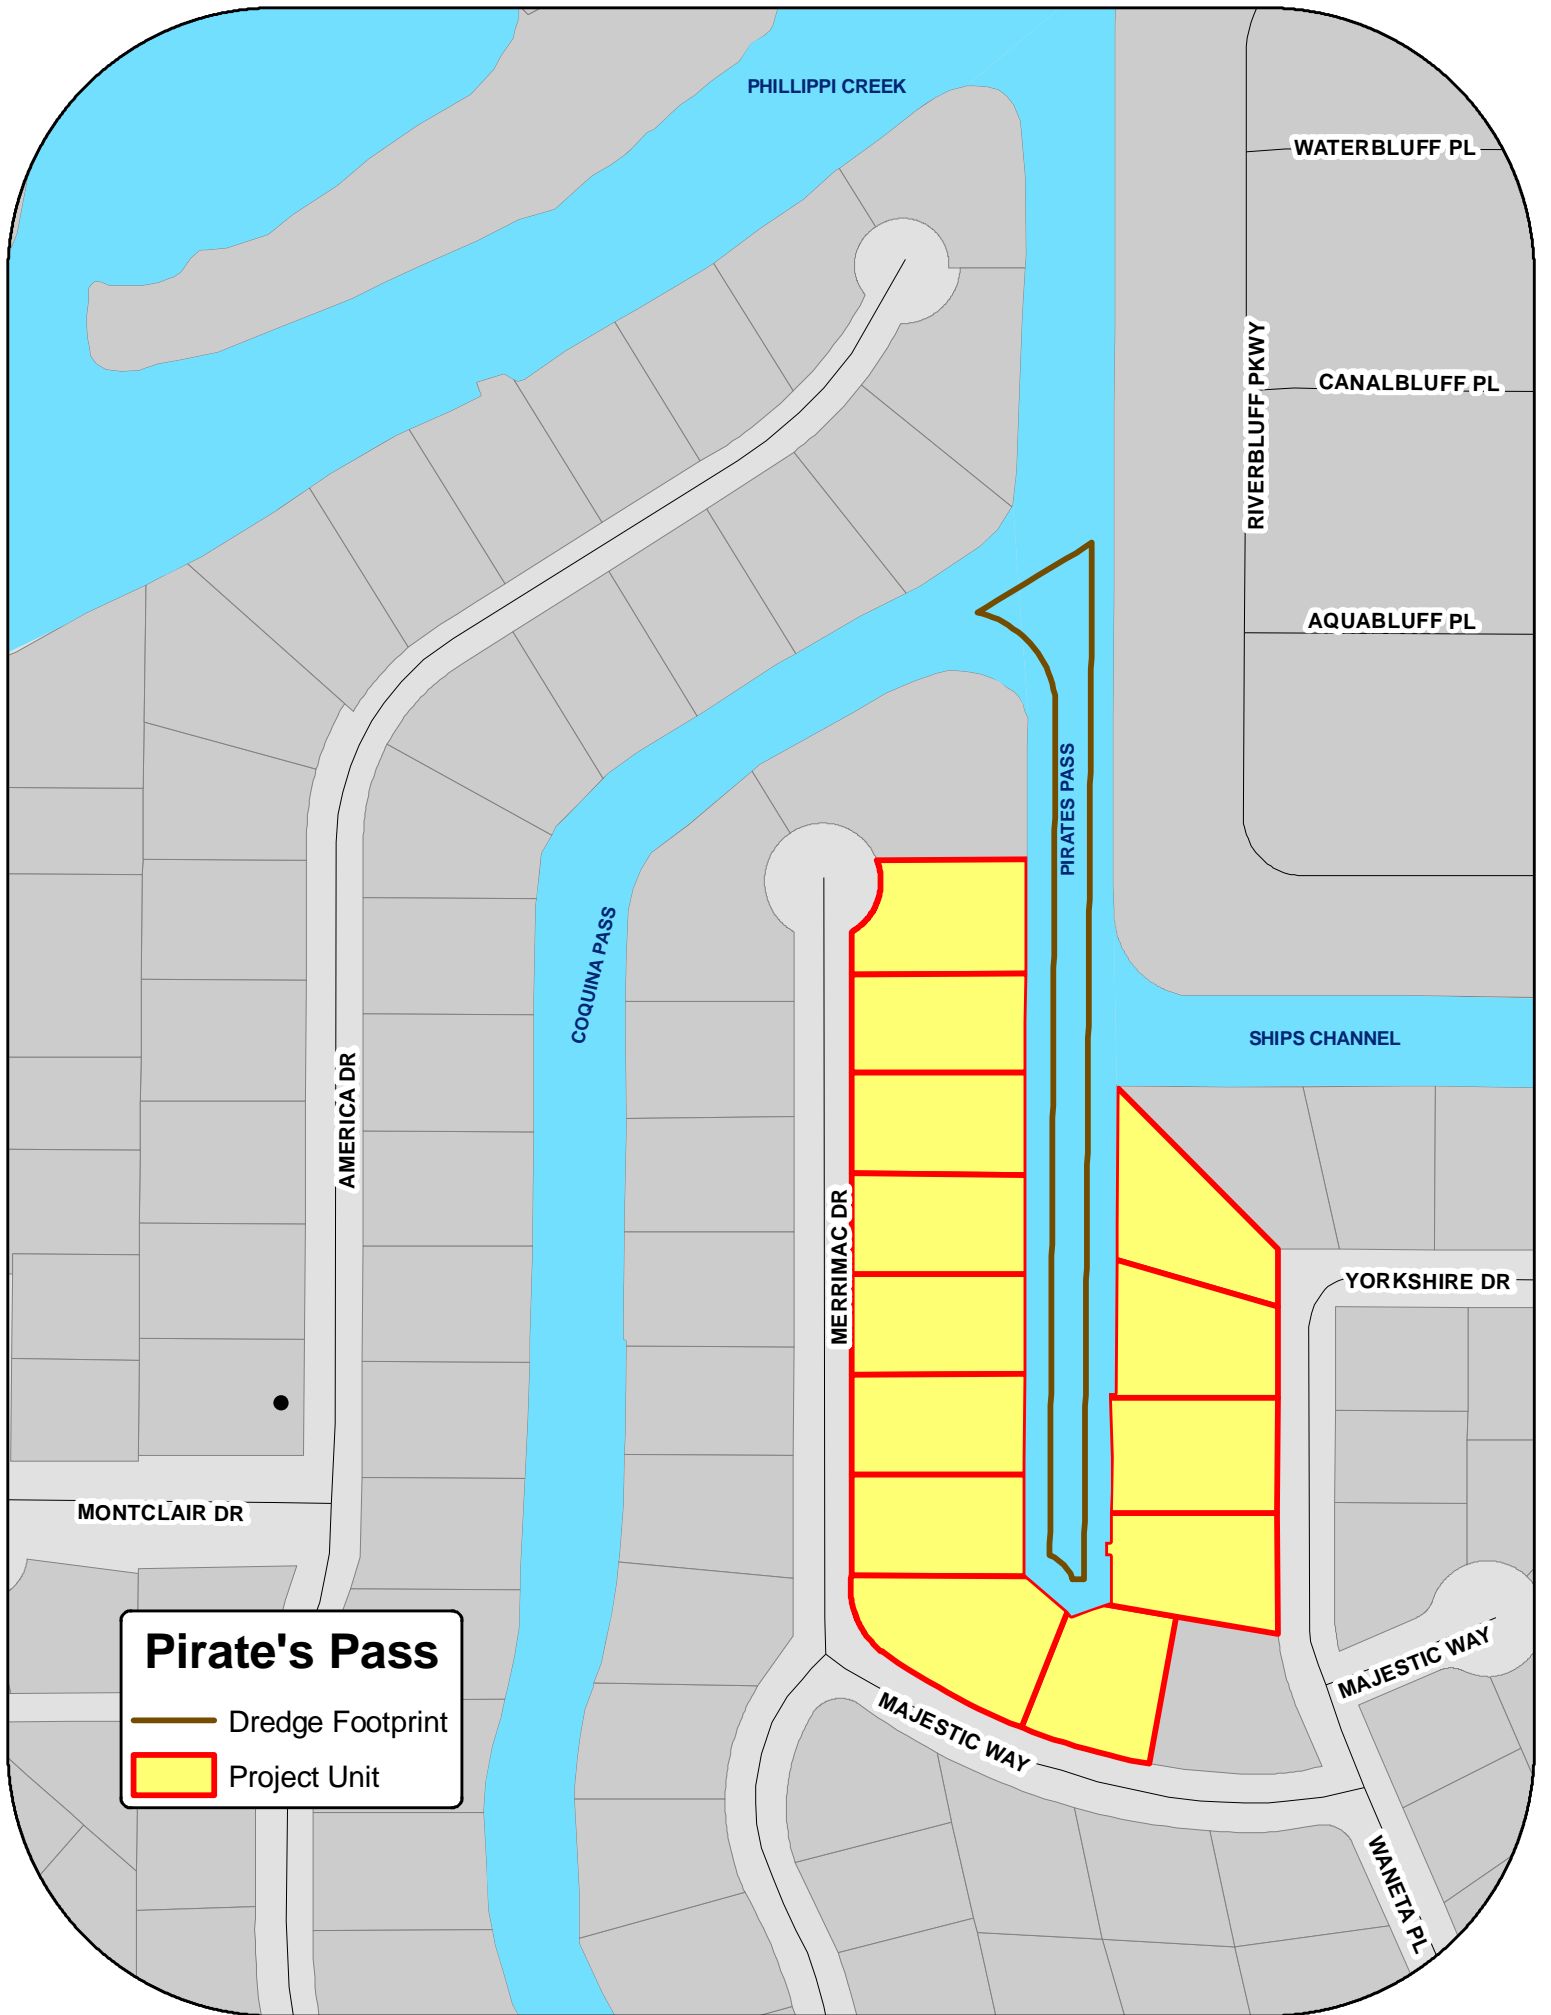 PHILLIPPI CREEK
WATERBLUFF PL
RIVERBLUFF PKWY
CANALBLUFF PL
AQUABLUFF PL
PIRATES PASS
COQUINA PASS
SHIPS CHANNEL
AMERICA DR
MERRIMAC DR
YORKSHIRE DR
MONTCLAIR DR
MAJESTIC WAY
MAJESTIC WAY
WANETA PL
Pirate's Pass
Dredge Footprint
Project Unit